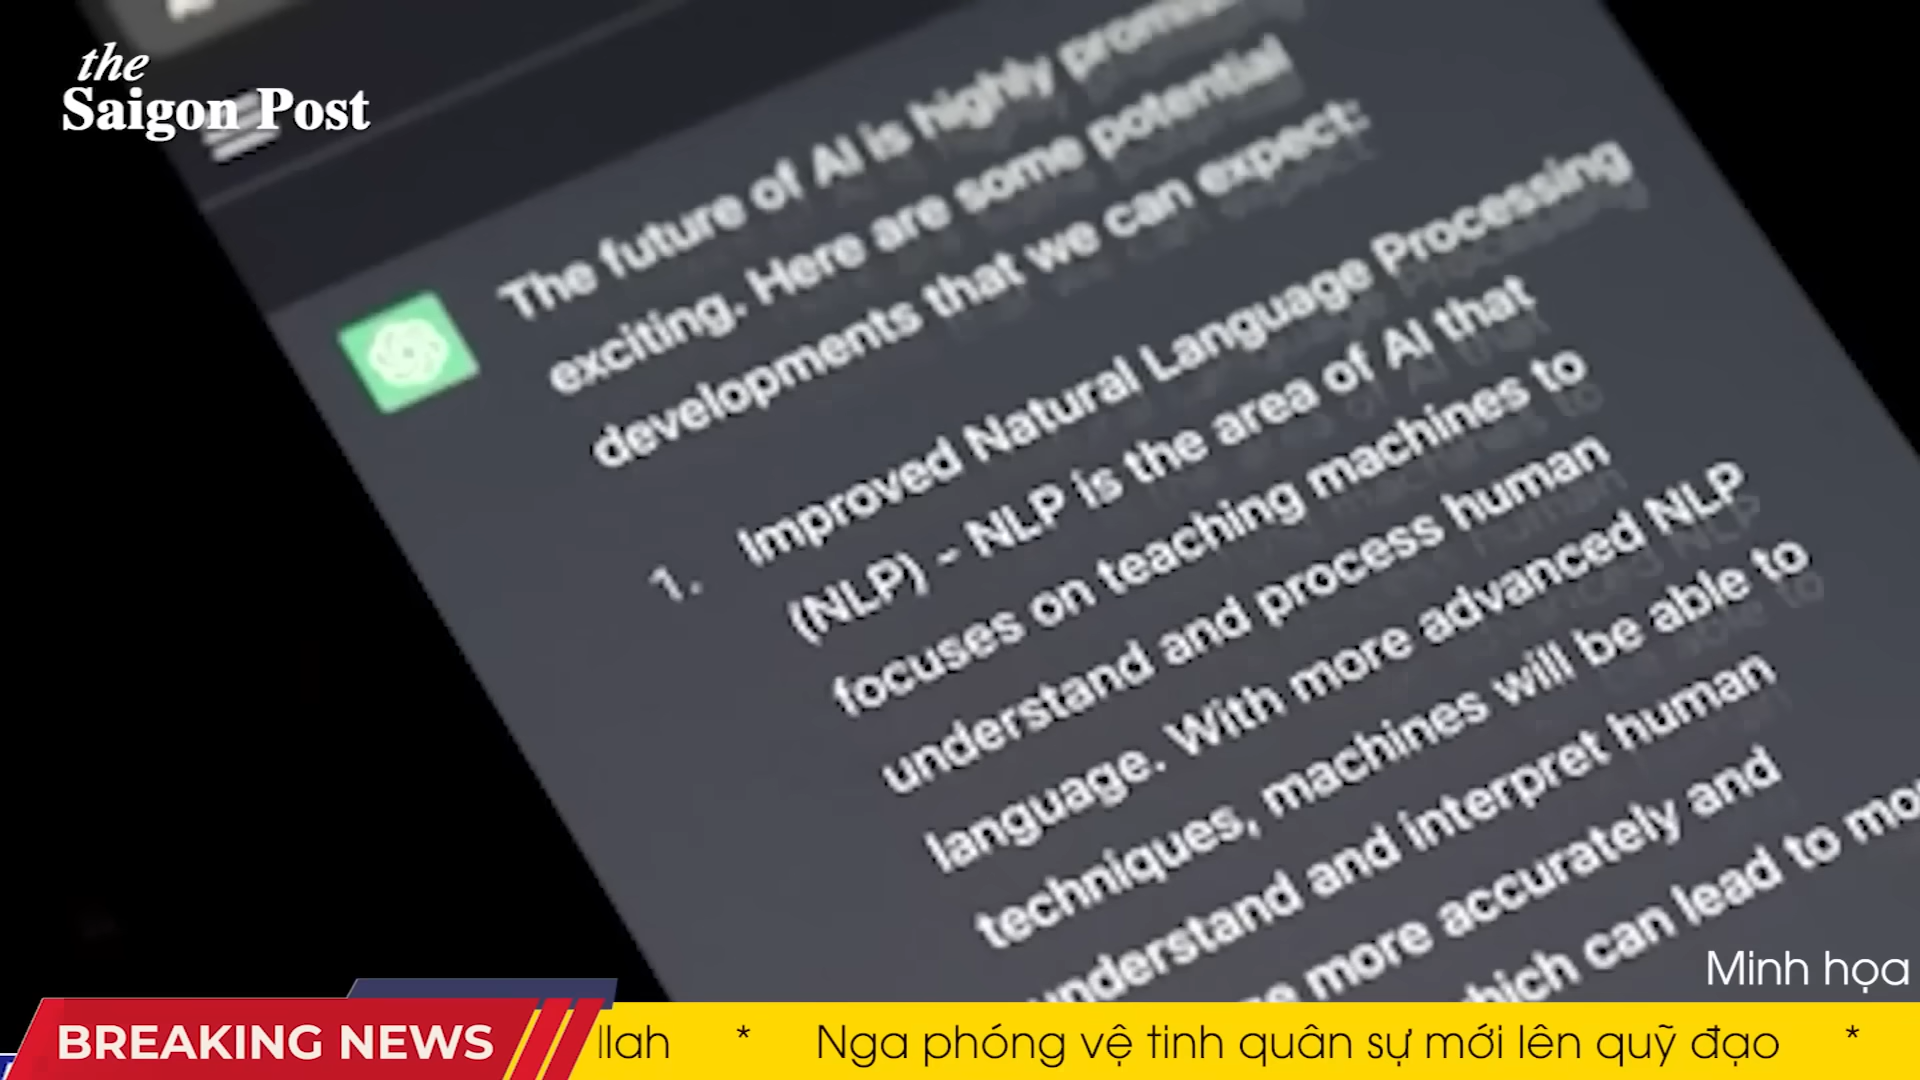 the
Saigon Post
The future of AI is highly
exciting. Here are some potential
developments that we can expect:
1. Improved Natural Language Processing
(NLP) - NLP is the area of AI that
focuses on teaching machines to
understand and process human
language. With more advanced NLP
techniques, machines will be able to
understand and interpret human
more accurately and
which can lead to
Minh họa
BREAKING NEWS
llah * Nga phóng vệ tinh quân sự mới lên quỹ đạo *